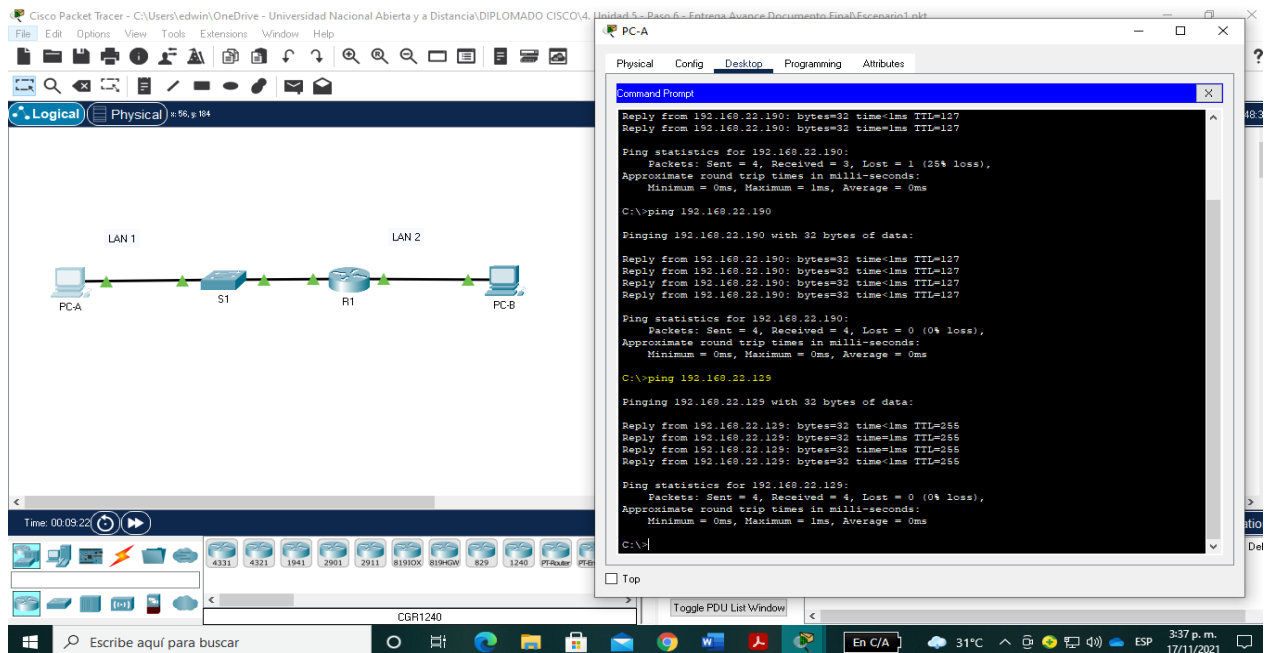 Cisco Packet Tracer - C:\Users\edwin\OneDrive - Universidad Nacional Abierta y a Distancia\DIPLOMADO CISCO\4. Unidad 5 - Paso 6 - Entrega Avance Documento Final\Escenario1.pkt
File Edit Options View Tools Extensions Window Help
Logical Physical x: 56, y: 184
LAN 1
LAN 2
PC-A
S1
R1
PC-B
Time: 00:09:22
4331 4321 1941 2901 2911 819IOX 819HGW 829 1240 PT-Router
CGR1240
PC-A
Physical Config Desktop Programming Attributes
Command Prompt X
Reply from 192.168.22.190: bytes=32 time<1ms TTL=127
Reply from 192.168.22.190: bytes=32 time=1ms TTL=127
Ping statistics for 192.168.22.190:
Packets: Sent = 4, Received = 3, Lost = 1 (25% loss),
Approximate round trip times in milli-seconds:
Minimum = 0ms, Maximum = 1ms, Average = 0ms
C:\>ping 192.168.22.190
Pinging 192.168.22.190 with 32 bytes of data:
Reply from 192.168.22.190: bytes=32 time<1ms TTL=127
Reply from 192.168.22.190: bytes=32 time<1ms TTL=127
Reply from 192.168.22.190: bytes=32 time<1ms TTL=127
Reply from 192.168.22.190: bytes=32 time<1ms TTL=127
Ping statistics for 192.168.22.190:
Packets: Sent = 4, Received = 4, Lost = 0 (0% loss),
Approximate round trip times in milli-seconds:
Minimum = 0ms, Maximum = 0ms, Average = 0ms
C:\>ping 192.168.22.129
Pinging 192.168.22.129 with 32 bytes of data:
Reply from 192.168.22.129: bytes=32 time<1ms TTL=255
Reply from 192.168.22.129: bytes=32 time=1ms TTL=255
Reply from 192.168.22.129: bytes=32 time=1ms TTL=255
Reply from 192.168.22.129: bytes=32 time<1ms TTL=255
Ping statistics for 192.168.22.129:
Packets: Sent = 4, Received = 4, Lost = 0 (0% loss),
Approximate round trip times in milli-seconds:
Minimum = 0ms, Maximum = 1ms, Average = 0ms
C:\>
Top
Toggle PDU List Window
Escribe aquí para buscar
En C/A
31°C
ESP
3:37 p. m.
17/11/2021